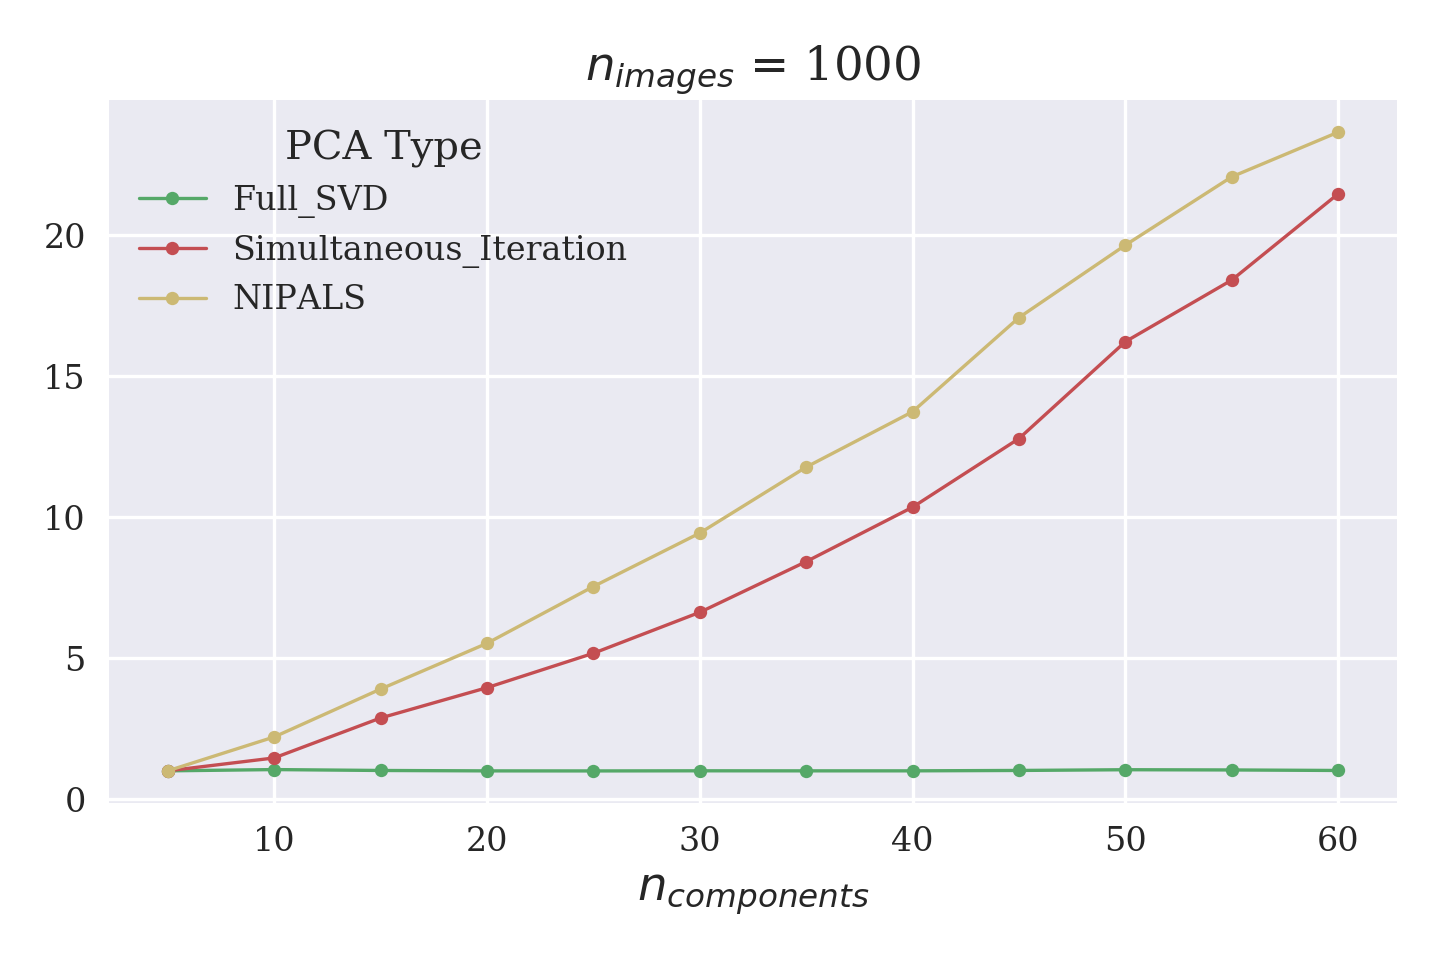 n_images = 1000
PCA Type
Full_SVD
Simultaneous_Iteration
NIPALS
20
15
10
5
0
10 20 30 40 50 60
n_components